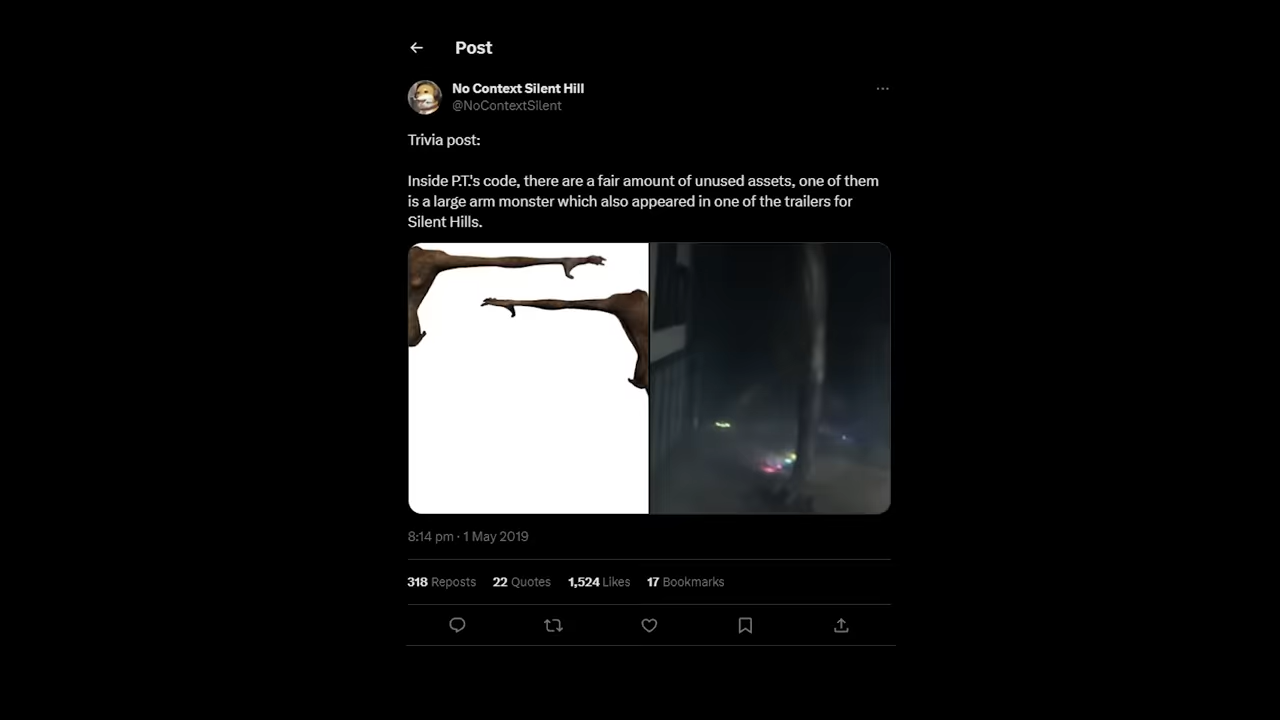 Post
No Context Silent Hill
@NoContextSIlent
Trivia post:
Inside P.T.'s code, there are a fair amount of unused assets, one of them
is a large arm monster which also appeared in one of the trailers for
Silent Hills.
8:14 pm · 1 May 2019
318 Reposts 22 Quotes 1,524 Likes 17 Bookmarks